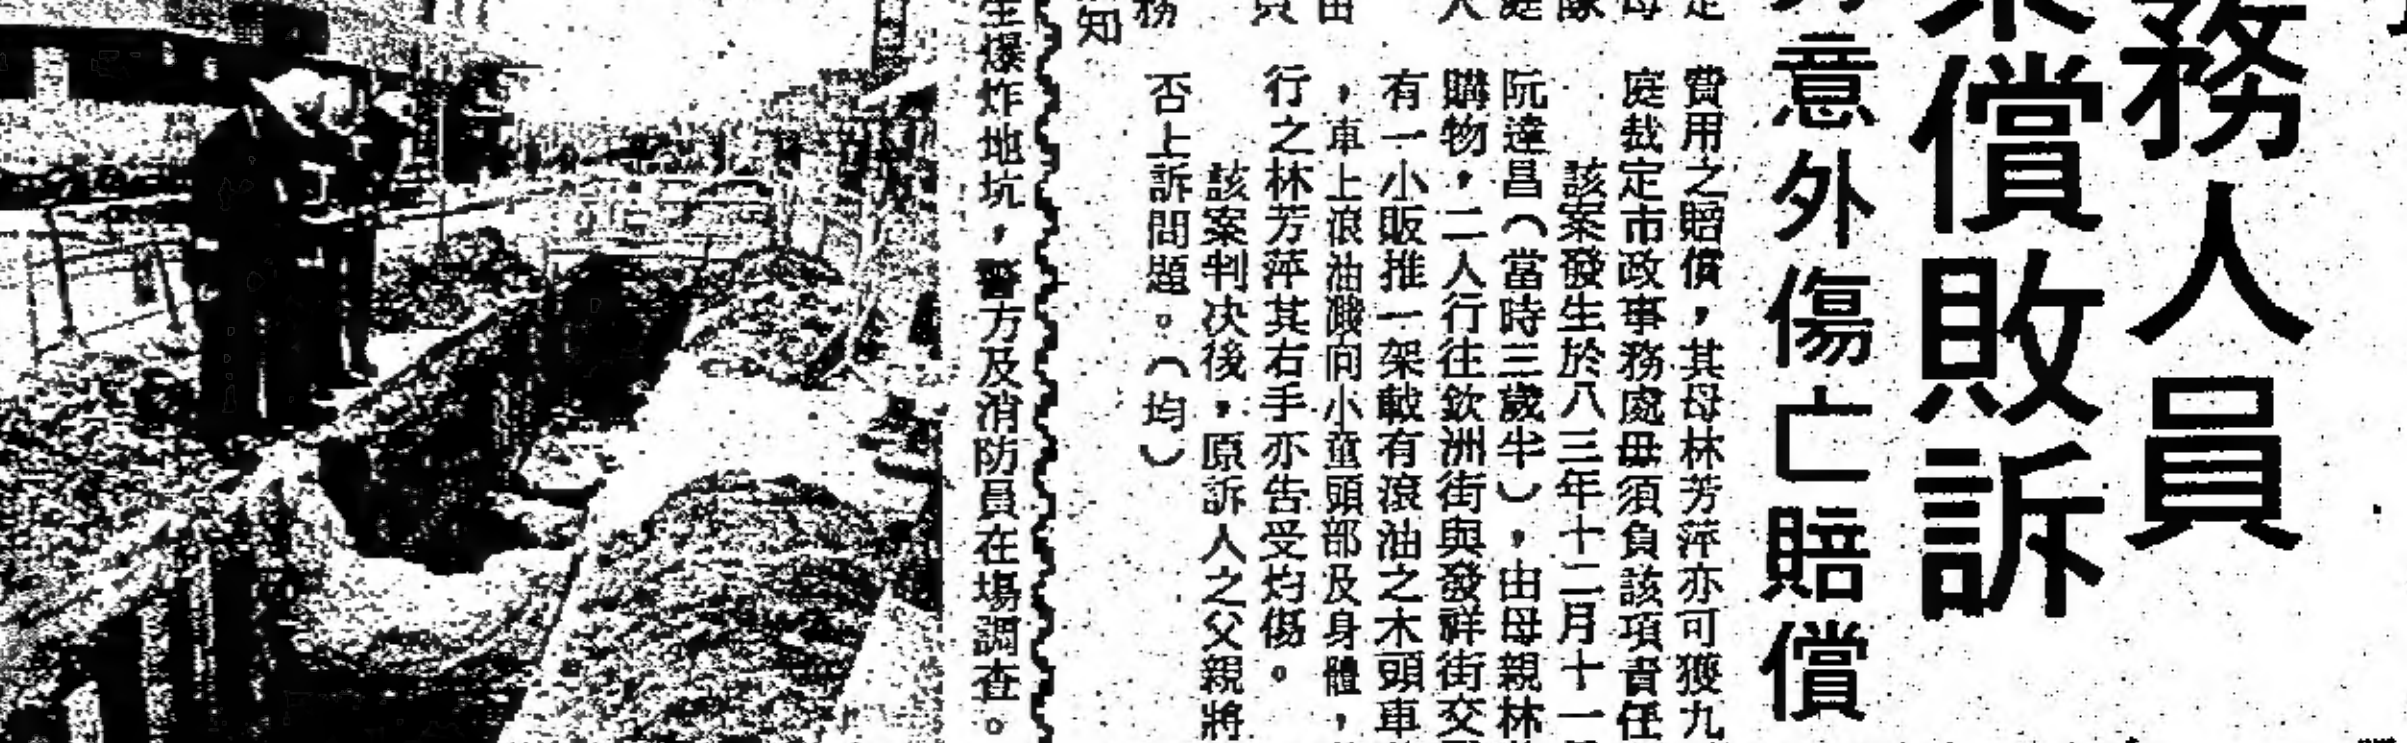 務人員
償敗訴
意外傷亡賠償
費用之賠償，其母林芳萍亦可獲九
庭裁定市政事務處毋須負該項責任
該案發生於八三年十二月十一
阮達昌（當時三歲半），由母親林
購物，二人行往欽洲街與發祥街交
有一小販推一架載有滾油之木頭車
，車上滾油濺向小童頭部及身體，
行之林芳萍其右手亦告受灼傷。
該案判决後，原訴人之父親將
否上訴問題。（均）
知
爆炸地坑，警方及消防員在場調查。